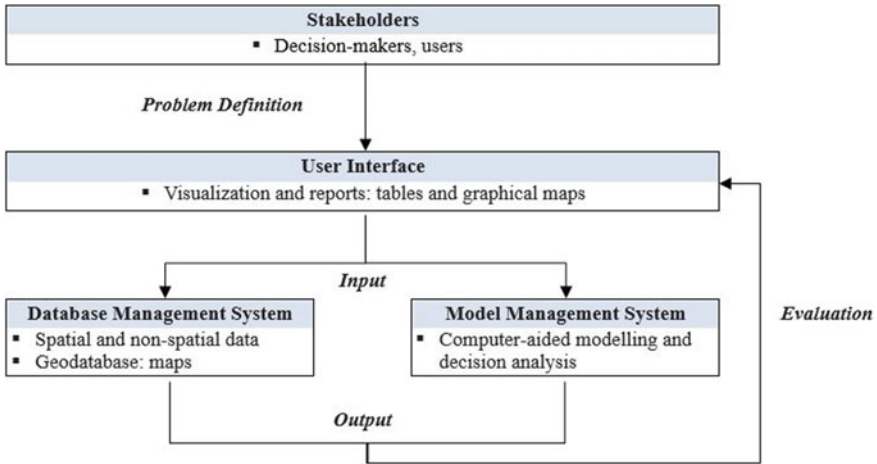 Stakeholders
▪ Decision-makers, users
Problem Definition
User Interface
▪ Visualization and reports: tables and graphical maps
Input
Database Management System
▪ Spatial and non-spatial data
▪ Geodatabase: maps
Model Management System
▪ Computer-aided modelling and
decision analysis
Evaluation
Output